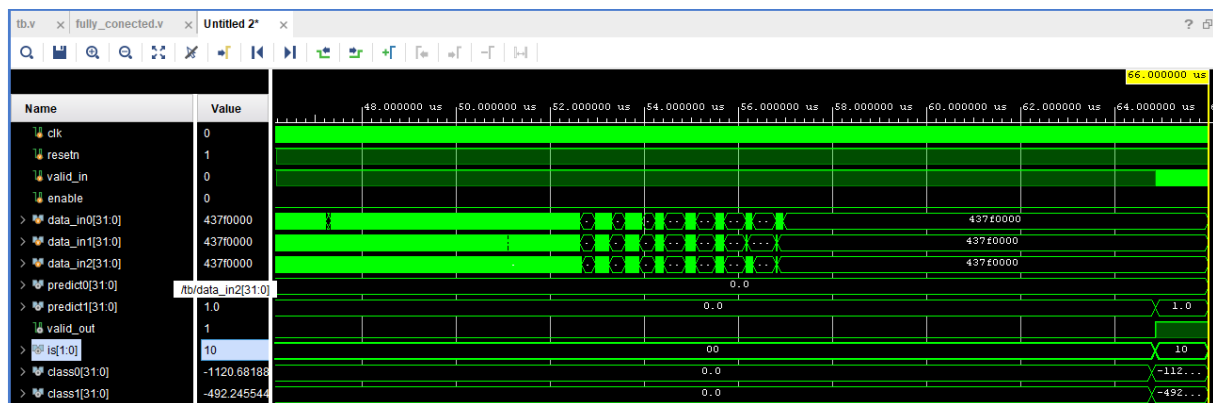 tb.v × fully_conected.v × Untitled 2* × ?
66.000000 us
Name Value 48.000000 us 50.000000 us 52.000000 us 54.000000 us 56.000000 us 58.000000 us 60.000000 us 62.000000 us 64.000000 us
clk 0
resetn 1
valid_in 0
enable 0
data_in0[31:0] 437f0000 437f0000
data_in1[31:0] 437f0000 437f0000
data_in2[31:0] 437f0000 437f0000
predict0[31:0] /tb/data_in2[31:0] 0.0
predict1[31:0] 1.0 0.0 1.0
valid_out 1
is[1:0] 10 00 10
class0[31:0] -1120.68188 0.0 -112...
class1[31:0] -492.245544 0.0 -492...